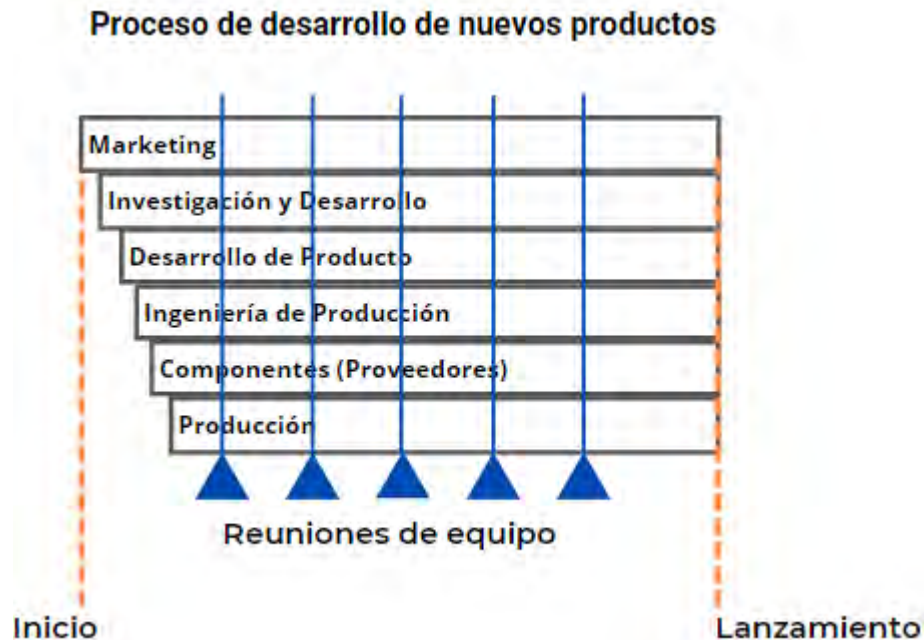 Proceso de desarrollo de nuevos productos
Marketing
Investigación y Desarrollo
Desarrollo de Producto
Ingeniería de Producción
Componentes (Proveedores)
Producción
Reuniones de equipo
Inicio
Lanzamiento